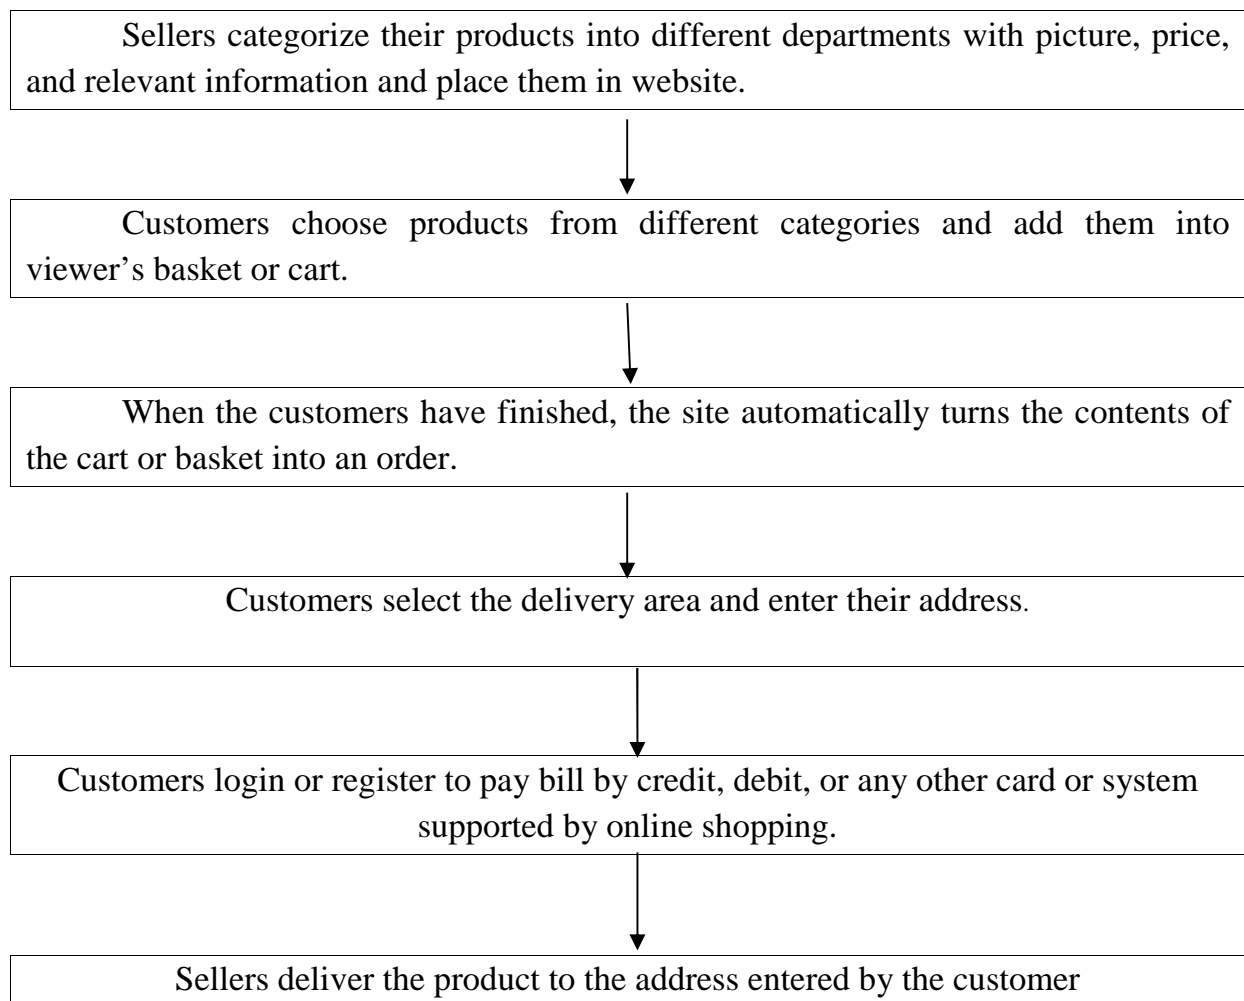 Sellers categorize their products into different departments with picture, price,
and relevant information and place them in website.
Customers choose products from different categories and add them into
viewer’s basket or cart.
When the customers have finished, the site automatically turns the contents of
the cart or basket into an order.
Customers select the delivery area and enter their address.
Customers login or register to pay bill by credit, debit, or any other card or system
supported by online shopping.
Sellers deliver the product to the address entered by the customer